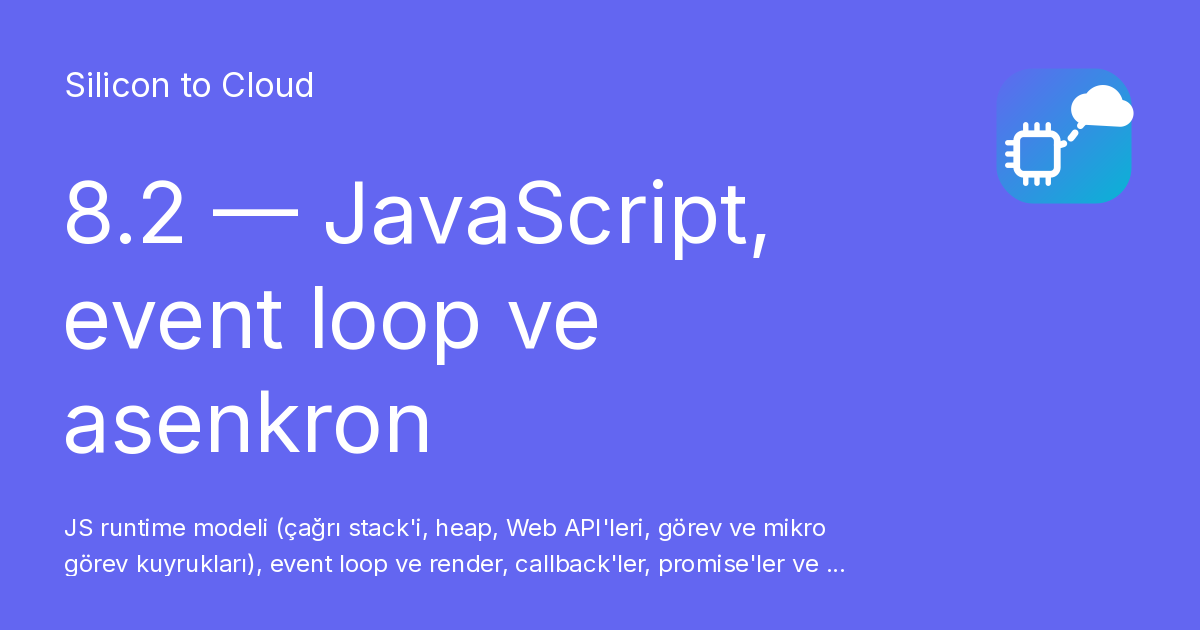 Silicon to Cloud
8.2 — JavaScript,
event loop ve
asenkron
JS runtime modeli (çağrı stack'i, heap, Web API'leri, görev ve mikro
görev kuyrukları), event loop ve render, callback'ler, promise'ler ve ...